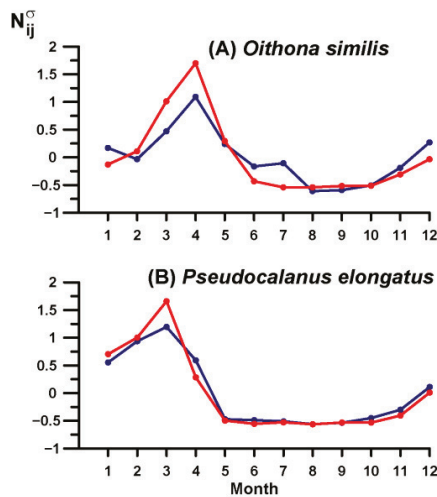 N_ij^σ
(A) Oithona similis
2
1.5
1
0.5
0
−0.5
−1
1 2 3 4 5 6 7 8 9 10 11 12
(B) Pseudocalanus elongatus
2
1.5
1
0.5
0
−0.5
−1
1 2 3 4 5 6 7 8 9 10 11 12
Month